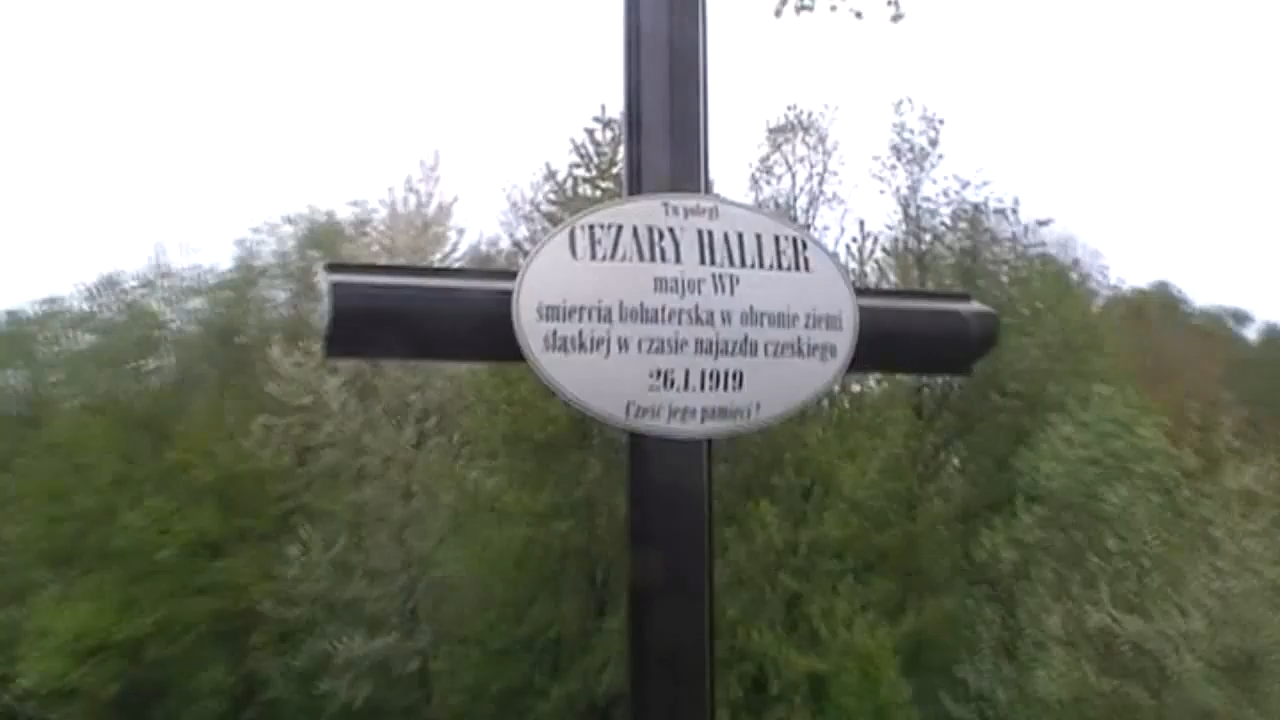 Tu poległ
CEZARY HALLER
major WP
śmiercią bohaterską w obronie ziemi
śląskiej w czasie najazdu czeskiego
26.1.1919
Cześć jego pamięci!